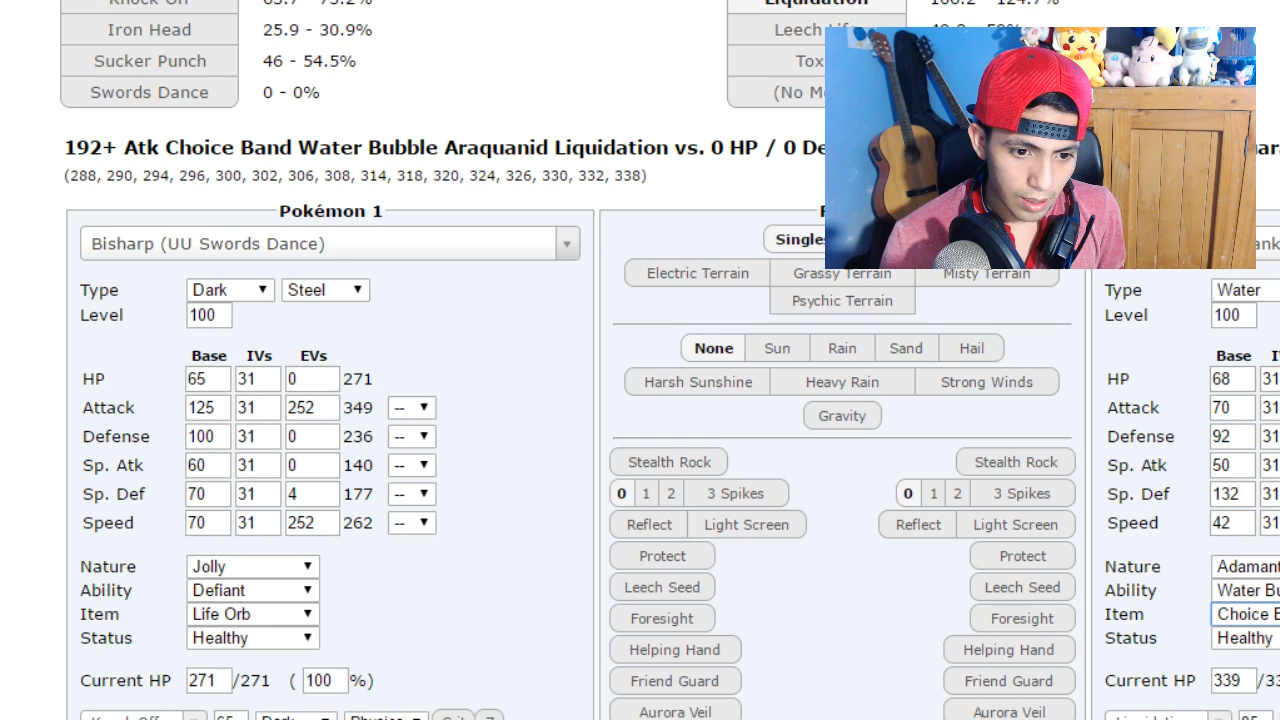 Iron Head 25.9 - 30.9%
Sucker Punch 46 - 54.5% Tox
Swords Dance 0 - 0%
192+ Atk Choice Band Water Bubble Araquanid Liquidation vs. 0 HP / 0 De
(288, 290, 294, 296, 300, 302, 306, 308, 314, 318, 320, 324, 326, 330, 332, 338)
Pokémon 1
Bisharp (UU Swords Dance) Singles
Electric Terrain Grassy Terrain Misty Terrain
Type Dark Steel Psychic Terrain Type Water
Level 100 Level 100
None Sun Rain Sand Hail
Base IVs EVs Base
HP 65 31 0 271 Harsh Sunshine Heavy Rain Strong Winds HP 68 31
Attack 125 31 252 349 -- Gravity Attack 70 31
Defense 100 31 0 236 -- Defense 92 31
Sp. Atk 60 31 0 140 -- Stealth Rock Stealth Rock Sp. Atk 50 31
Sp. Def 70 31 4 177 -- 0 1 2 3 Spikes 0 1 2 3 Spikes Sp. Def 132 31
Speed 70 31 252 262 -- Reflect Light Screen Reflect Light Screen Speed 42 31
Protect Protect
Nature Jolly Nature Adamant
Ability Defiant Leech Seed Leech Seed Ability Water Bu
Item Life Orb Foresight Foresight Item Choice B
Status Healthy Helping Hand Helping Hand Status Healthy
Current HP 271 /271 ( 100 %) Friend Guard Friend Guard Current HP 339 /33
Aurora Veil Aurora Veil